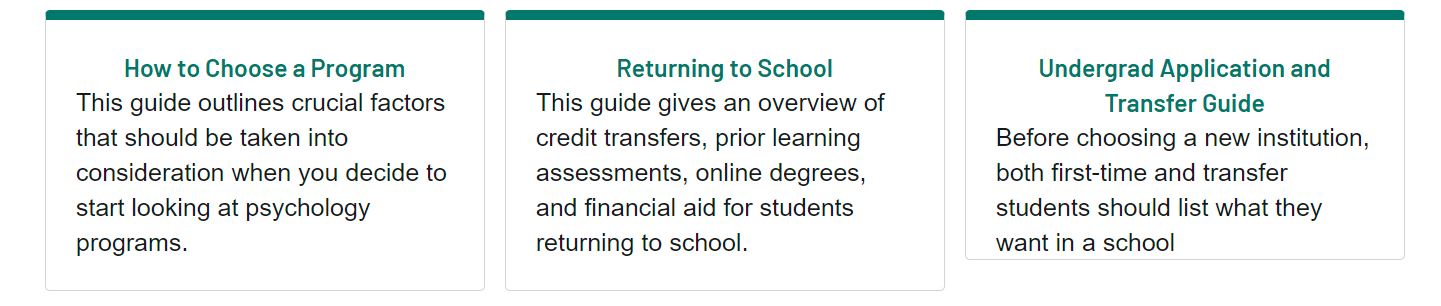 How to Choose a Program
This guide outlines crucial factors
that should be taken into
consideration when you decide to
start looking at psychology
programs.
Returning to School
This guide gives an overview of
credit transfers, prior learning
assessments, online degrees,
and financial aid for students
returning to school.
Undergrad Application and
Transfer Guide
Before choosing a new institution,
both first-time and transfer
students should list what they
want in a school